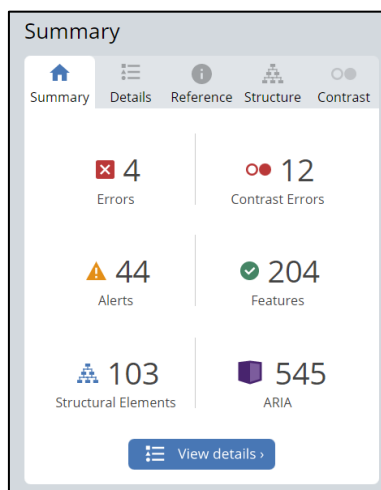 Summary
Summary Details Reference Structure Contrast
4 12
Errors Contrast Errors
44 204
Alerts Features
103 545
Structural Elements ARIA
View details ›